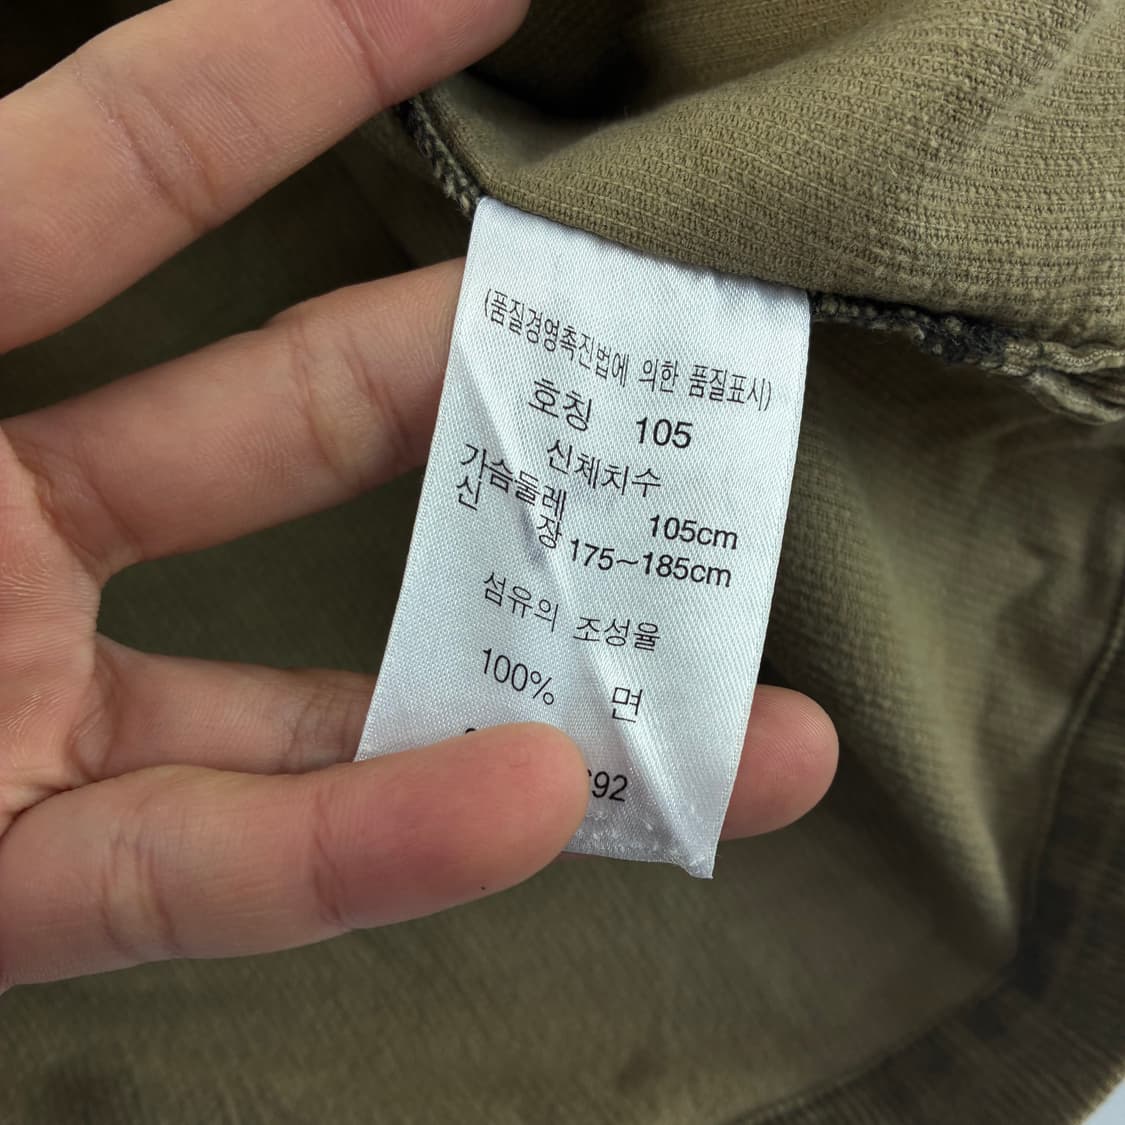 (품질경영촉진법에 의한 품질표시)
호칭 105
신체치수
가슴둘레 105cm
신장 175~185cm
섬유의 조성율
100% 면
92